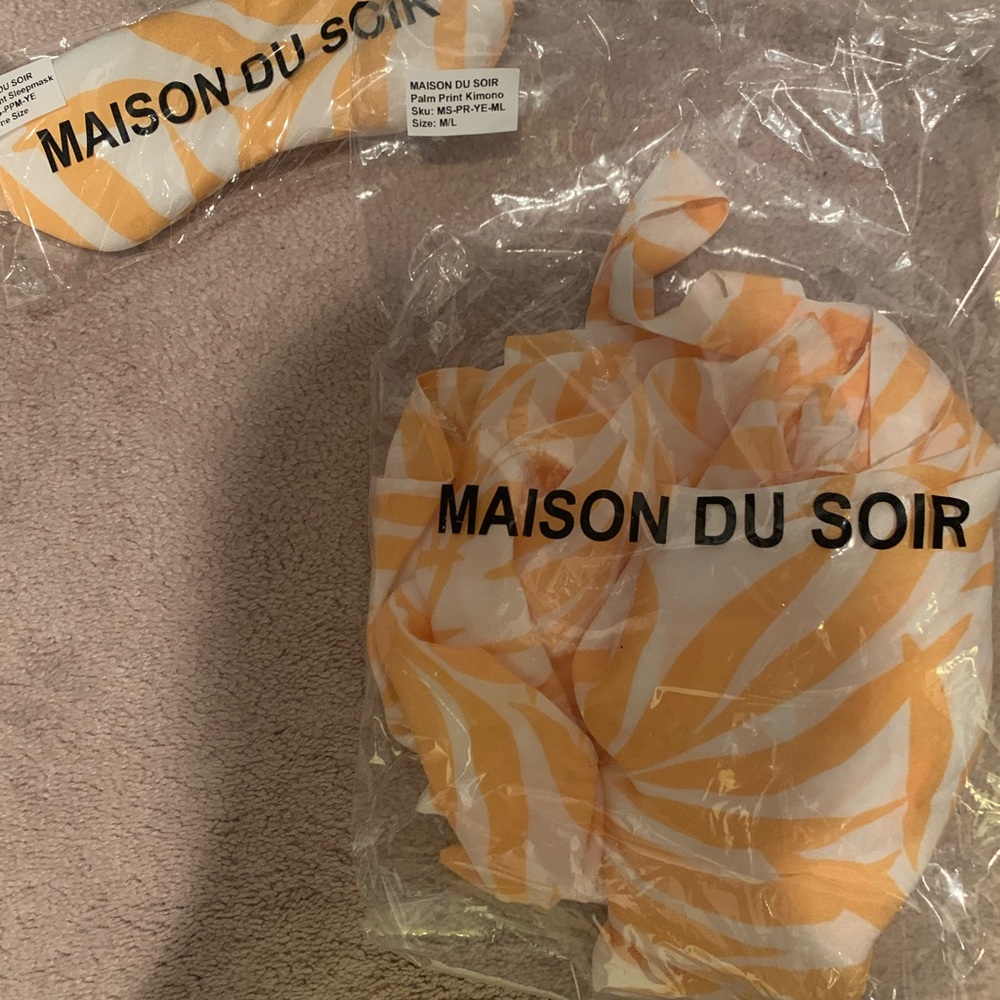 MAISON DU SOIR
DU SOIR
Sleepmask
-PPM-YE
Size
MAISON DU SOIR
Palm Print Kimono
Sku: MS-PR-YE-ML
Size: M/L
MAISON DU SOIR